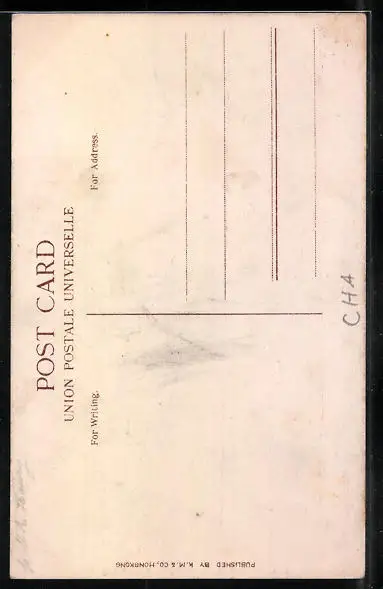 POST CARD
UNION POSTALE UNIVERSELLE
For Writing.
For Address.
PUBLISHED BY K. M. & CO., HONGKONG
CHA